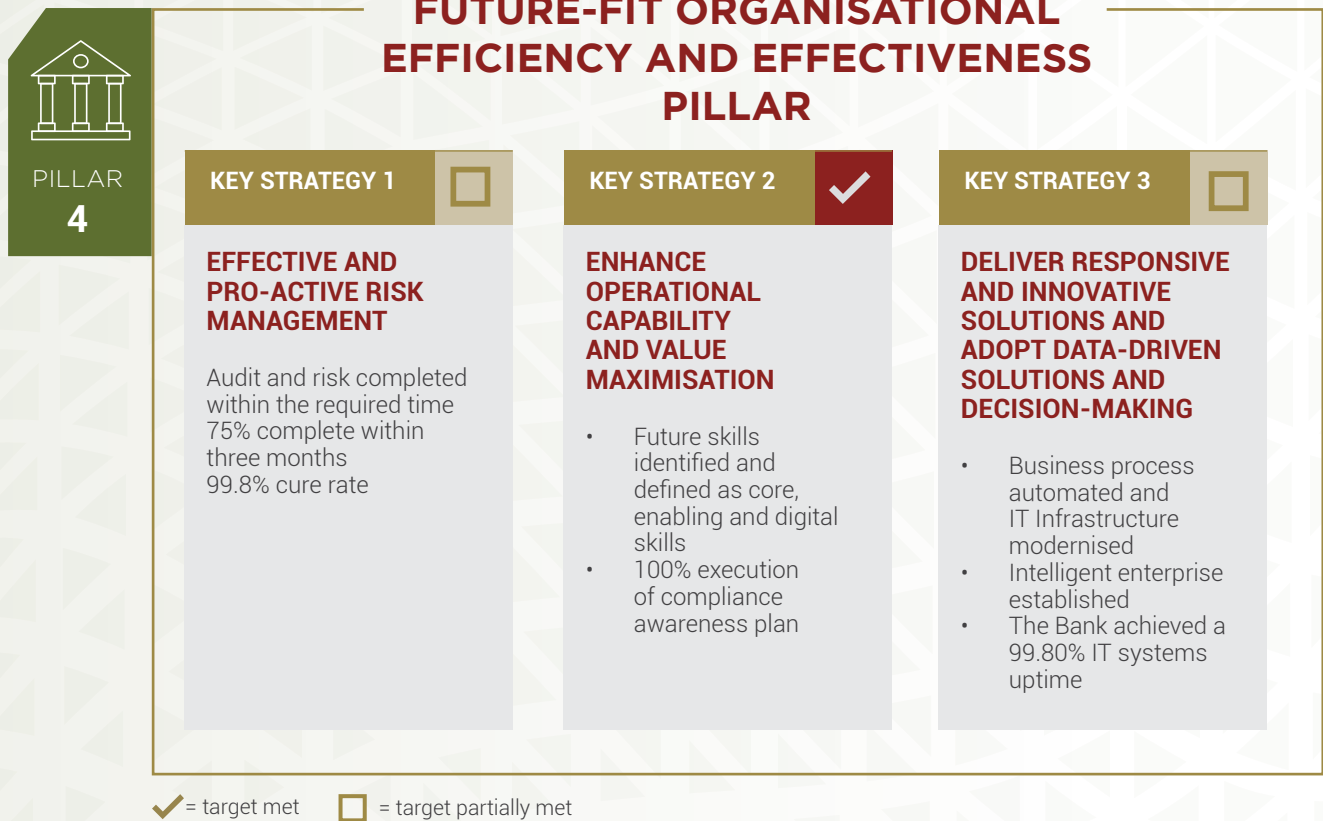 FUTURE-FIT ORGANISATIONAL
EFFICIENCY AND EFFECTIVENESS
PILLAR
PILLAR
4
KEY STRATEGY 1
EFFECTIVE AND
PRO-ACTIVE RISK
MANAGEMENT
Audit and risk completed
within the required time
75% complete within
three months
99.8% cure rate
KEY STRATEGY 2
ENHANCE
OPERATIONAL
CAPABILITY
AND VALUE
MAXIMISATION
• Future skills
identified and
defined as core,
enabling and digital
skills
• 100% execution
of compliance
awareness plan
KEY STRATEGY 3
DELIVER RESPONSIVE
AND INNOVATIVE
SOLUTIONS AND
ADOPT DATA-DRIVEN
SOLUTIONS AND
DECISION-MAKING
• Business process
automated and
IT Infrastructure
modernised
• Intelligent enterprise
established
• The Bank achieved a
99.80% IT systems
uptime
= target met
= target partially met